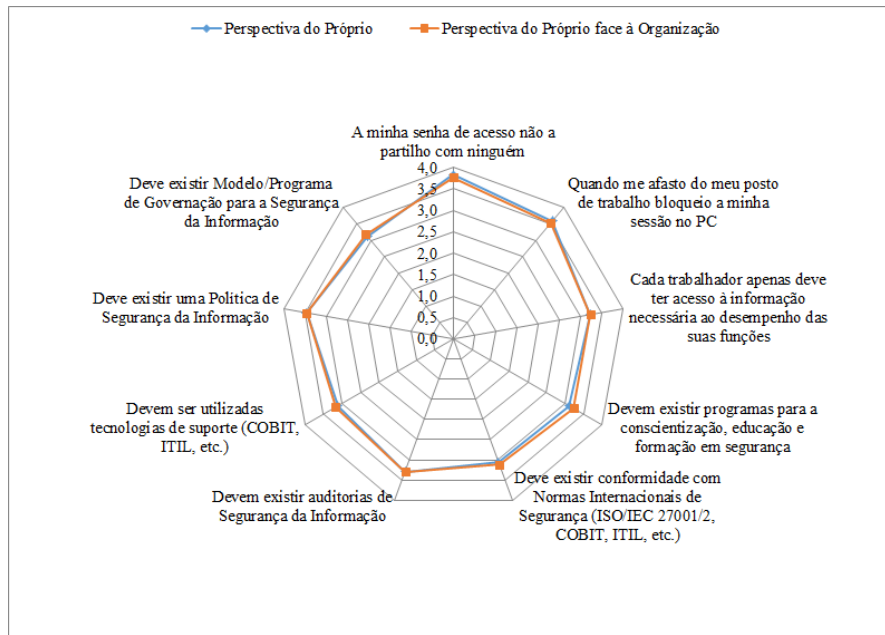 Perspectiva do Próprio
Perspectiva do Próprio face à Organização
A minha senha de acesso não a
partilho com ninguém
Quando me afasto do meu posto
de trabalho bloqueio a minha
sessão no PC
Cada trabalhador apenas deve
ter acesso à informação
necessária ao desempenho das
suas funções
Devem existir programas para a
conscientização, educação e
formação em segurança
Deve existir conformidade com
Normas Internacionais de
Segurança (ISO/IEC 27001/2,
COBIT, ITIL, etc.)
Devem existir auditorias de
Segurança da Informação
Devem ser utilizadas
tecnologias de suporte (COBIT,
ITIL, etc.)
Deve existir uma Politica de
Segurança da Informação
Deve existir Modelo/Programa
de Governação para a Segurança
da Informação
4,0
3,5
3,0
2,5
2,0
1,5
1,0
0,5
0,0